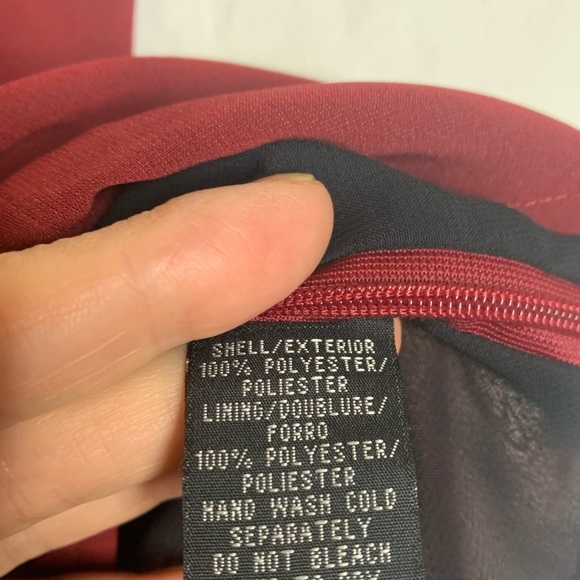 SHELL/EXTERIOR
100% POLYESTER/
POLIESTER
LINING/DOUBLURE/
FORRO
100% POLYESTER/
POLIESTER
HAND WASH COLD
SEPARATELY
DO NOT BLEACH